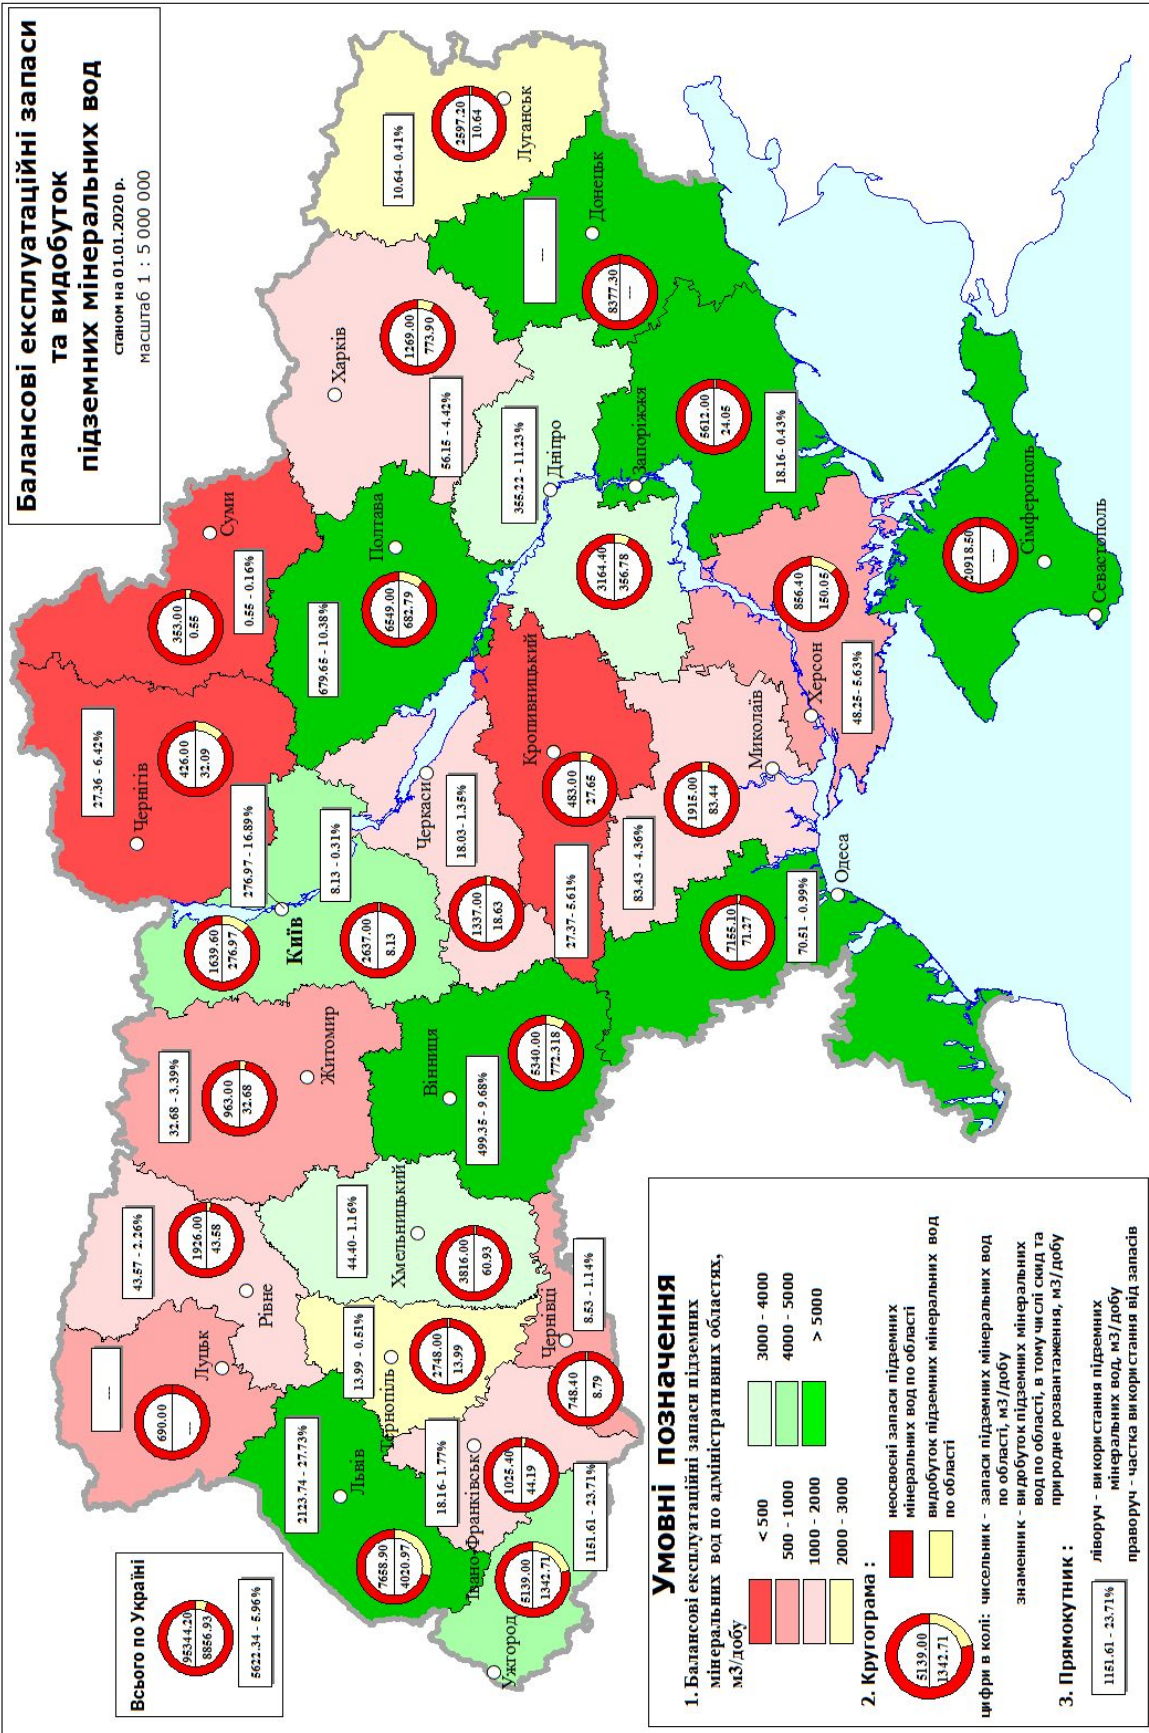 Балансові експлуатаційні запаси
та видобуток
підземних мінеральних вод
станом на 01.01.2020 р.
масштаб 1 : 5 000 000
Всього по Україні
95344.20
8856.93
5622.34 - 5.96%
Луцьк
690.00
---
---
Рівне
1926.00
43.58
43.57 - 2.26%
Житомир
963.00
32.68
32.68 - 3.39%
Київ
1639.60
276.97
276.97 - 16.89%
2637.00
8.13
8.13 - 0.31%
Чернігів
426.00
32.09
27.36 - 6.42%
Суми
353.00
0.55
0.55 - 0.16%
Львів
7658.90
4020.97
2123.74 - 27.73%
Тернопіль
2748.00
13.99
13.99 - 0.51%
Хмельницький
3816.00
60.93
44.40 - 1.16%
Вінниця
5340.00
772.318
499.35 - 9.68%
Черкаси
1337.00
18.63
18.03 - 1.35%
Полтава
6549.00
682.79
679.65 - 10.38%
Харків
1269.00
773.90
56.15 - 4.42%
Луганськ
2597.20
10.64
10.64 - 0.41%
Ужгород
5139.00
1342.71
1151.61 - 23.71%
Івано-Франківськ
1025.40
44.19
18.16 - 1.77%
Чернівці
748.40
8.79
8.53 - 1.14%
Кропивницький
483.00
27.65
27.37 - 5.61%
Дніпро
3164.40
356.78
355.22 - 11.23%
Донецьк
8377.30
---
---
Запоріжжя
5612.00
24.05
18.16 - 0.43%
Миколаїв
1915.00
83.44
83.43 - 4.36%
Одеса
7155.10
71.27
70.51 - 0.99%
Херсон
856.40
150.05
48.25 - 5.63%
Сімферополь
20918.50
---
Севастополь
Умовні позначення
1. Балансові експлуатаційні запаси підземних
мінеральних вод по адміністративних областях,
м3/добу
< 500
500 - 1000
1000 - 2000
2000 - 3000
3000 - 4000
4000 - 5000
> 5000
2. Кругограма :
5139.00
1342.71
неосвоєні запаси підземних
мінеральних вод по області
видобуток підземних мінеральних вод
по області
цифри в колі: чисельник - запаси підземних мінеральних вод
по області, м3/добу
знаменник - видобуток підземних мінеральних
вод по області, в тому числі скид та
природне розвантаження, м3/добу
3. Прямокутник :
1151.61 - 23.71%
ліворуч - використання підземних
мінеральних вод, м3/добу
праворуч - частка використання від запасів